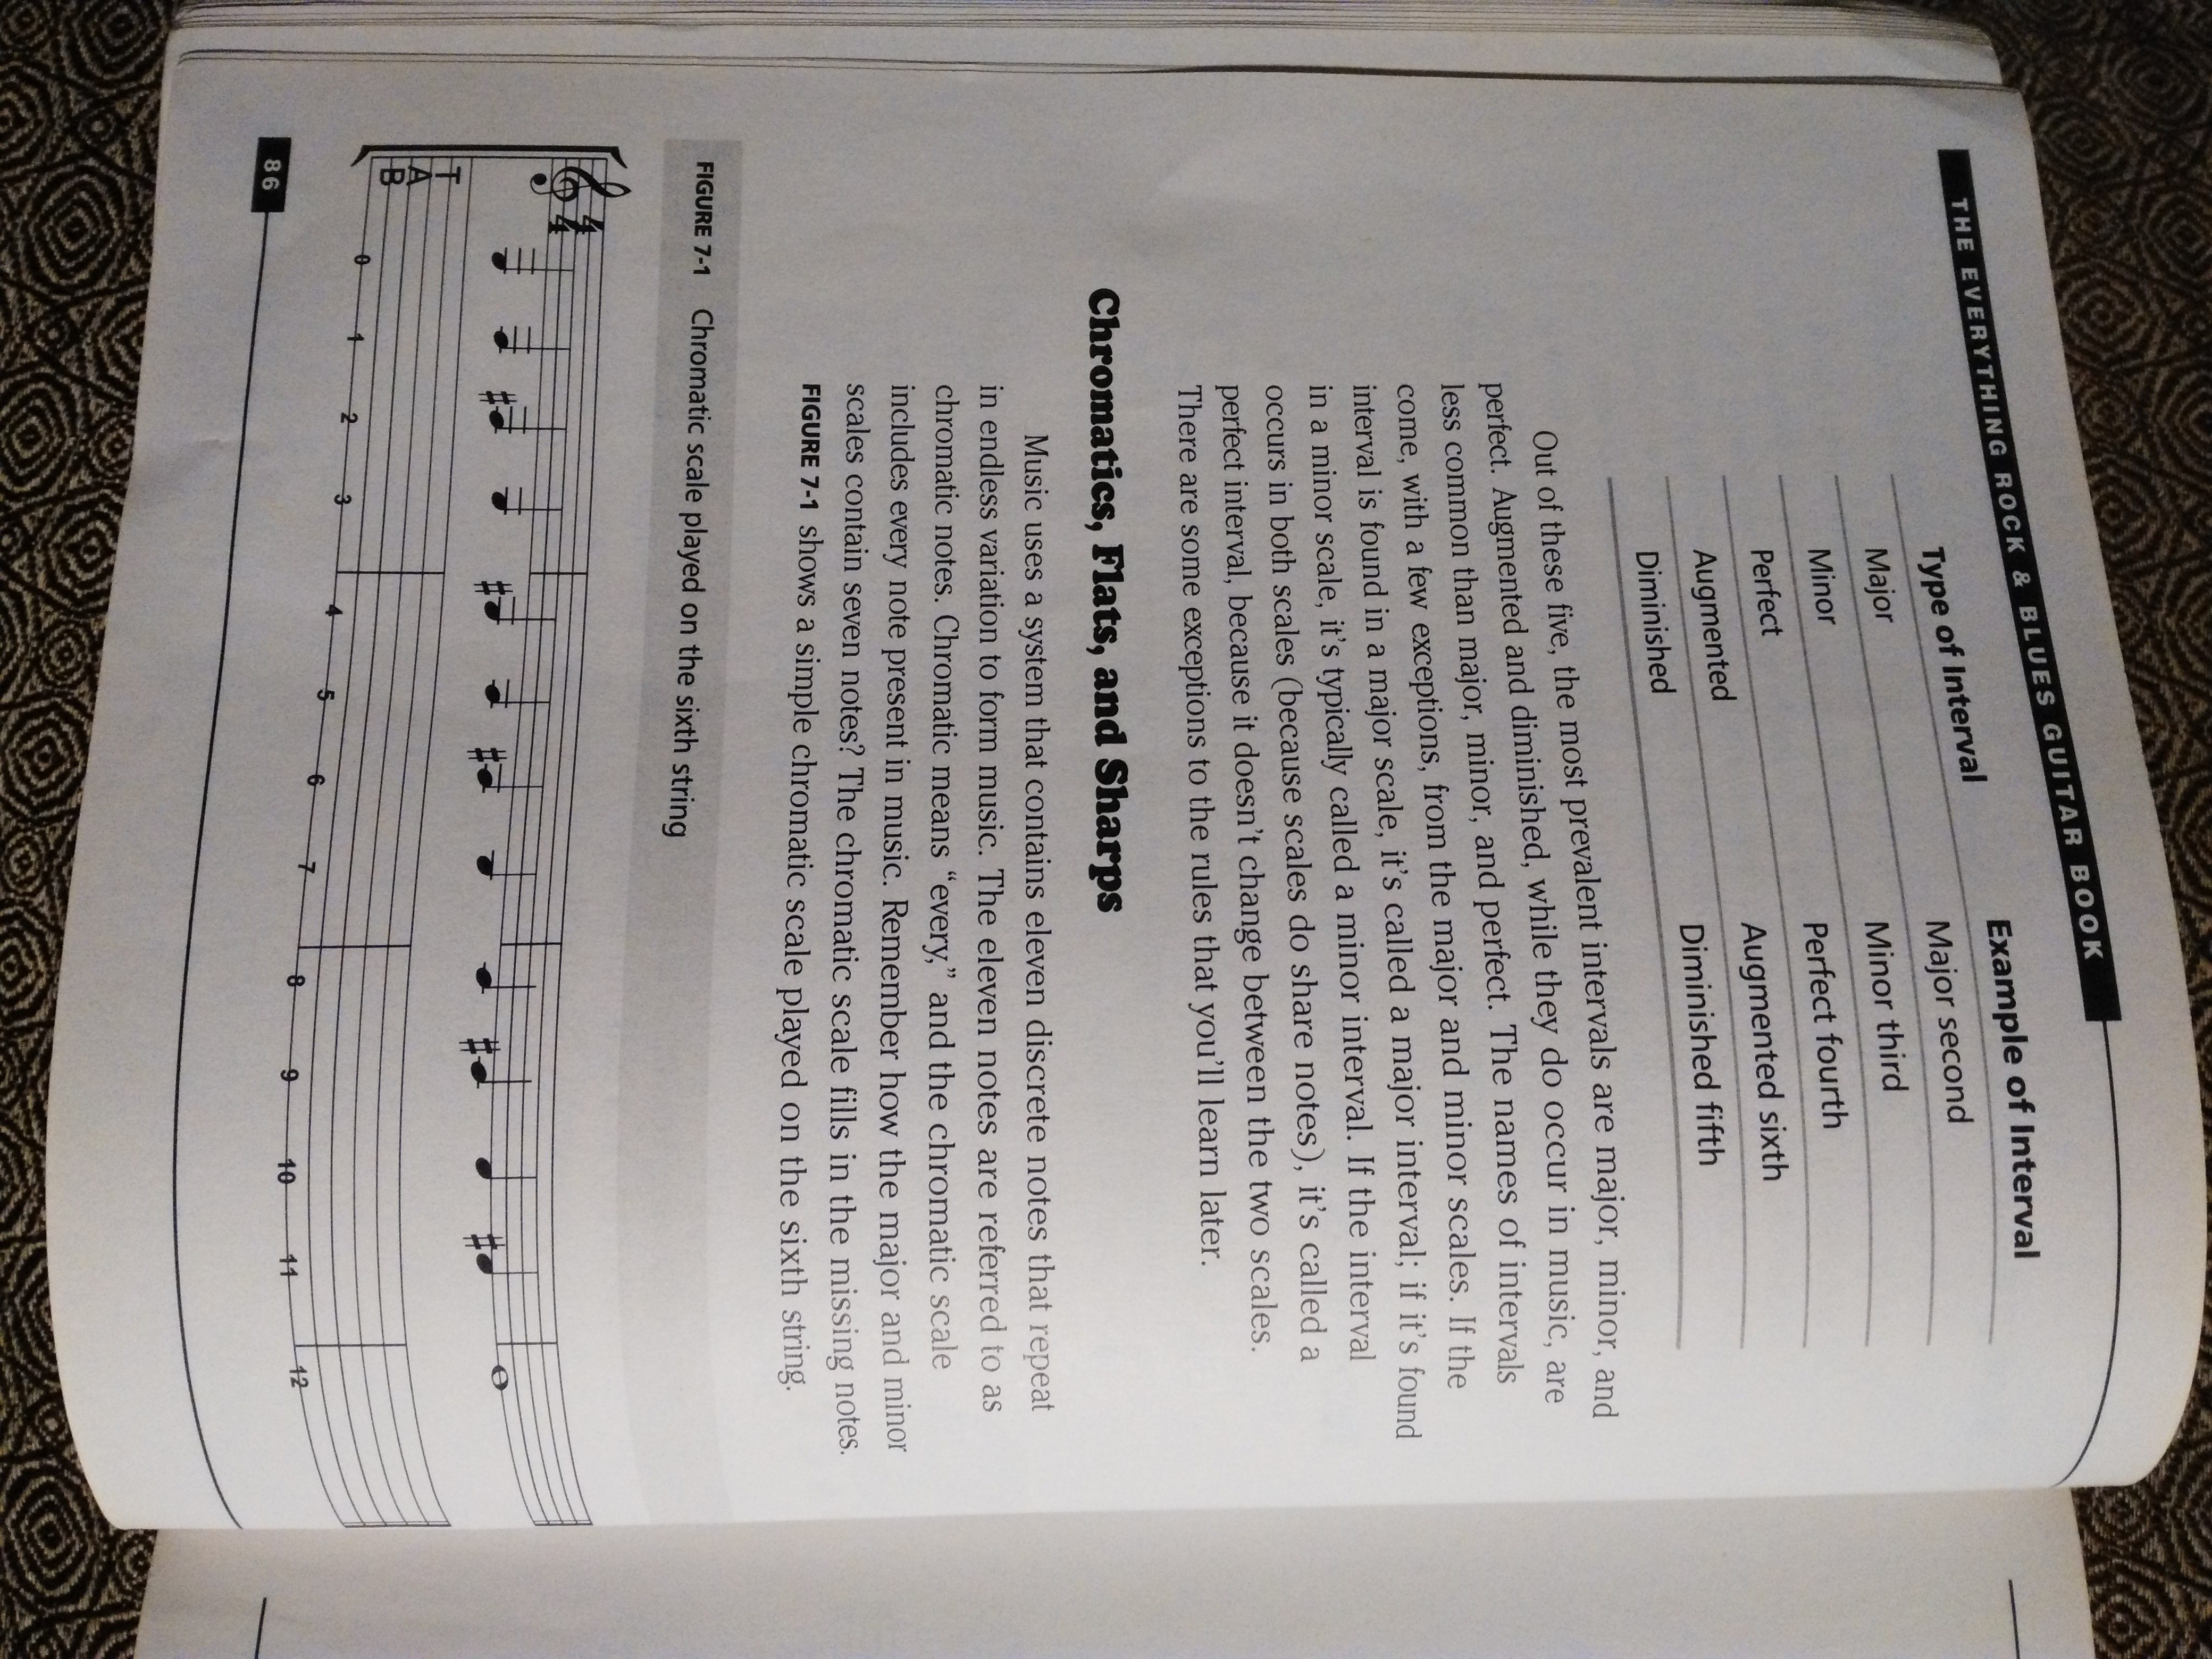 THE EVERYTHING ROCK & BLUES GUITAR BOOK
Type of Interval Example of Interval
Major Major second
Minor Minor third
Perfect Perfect fourth
Augmented Augmented sixth
Diminished Diminished fifth
Out of these five, the most prevalent intervals are major, minor, and
perfect. Augmented and diminished, while they do occur in music, are
less common than major, minor, and perfect. The names of intervals
come, with a few exceptions, from the major and minor scales. If the
interval is found in a major scale, it's called a major interval; if it's found
in a minor scale, it's typically called a minor interval. If the interval
occurs in both scales (because scales do share notes), it's called a
perfect interval, because it doesn't change between the two scales.
There are some exceptions to the rules that you'll learn later.
Chromatics, Flats, and Sharps
Music uses a system that contains eleven discrete notes that repeat
in endless variation to form music. The eleven notes are referred to as
chromatic notes. Chromatic means “every,” and the chromatic scale
includes every note present in music. Remember how the major and minor
scales contain seven notes? The chromatic scale fills in the missing notes.
FIGURE 7-1 shows a simple chromatic scale played on the sixth string.
FIGURE 7-1 Chromatic scale played on the sixth string
4
4
T
A
B
0 1 2 3 4 5 6 7 8 9 10 11 12
86